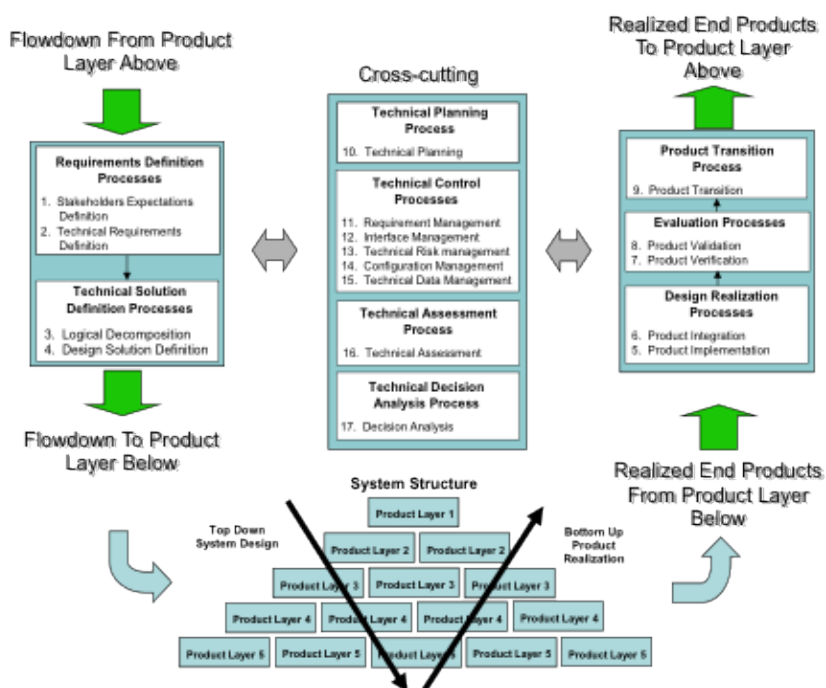 Flowdown From Product
Layer Above
Requirements Definition
Processes
1. Stakeholders Expectations
Definition
2. Technical Requirements
Definition
Technical Solution
Definition Processes
3. Logical Decomposition
4. Design Solution Definition
Flowdown To Product
Layer Below
Cross-cutting
Technical Planning
Process
10. Technical Planning
Technical Control
Processes
11. Requirement Management
12. Interface Management
13. Technical Risk management
14. Configuration Management
15. Technical Data Management
Technical Assessment
Process
16. Technical Assessment
Technical Decision
Analysis Process
17. Decision Analysis
Realized End Products
To Product Layer
Above
Product Transition
Process
9. Product Transition
Evaluation Processes
8. Product Validation
7. Product Verification
Design Realization
Processes
6. Product Integration
5. Product Implementation
Realized End Products
From Product Layer
Below
System Structure
Top Down
System Design
Bottom Up
Product
Realization
Product Layer 1
Product Layer 2 Product Layer 2
Product Layer 3 Product Layer 3 Product Layer 3
Product Layer 4 Product Layer 4 Product Layer 4 Product Layer 4
Product Layer 5 Product Layer 5 Product Layer 5 Product Layer 5 Product Layer 5